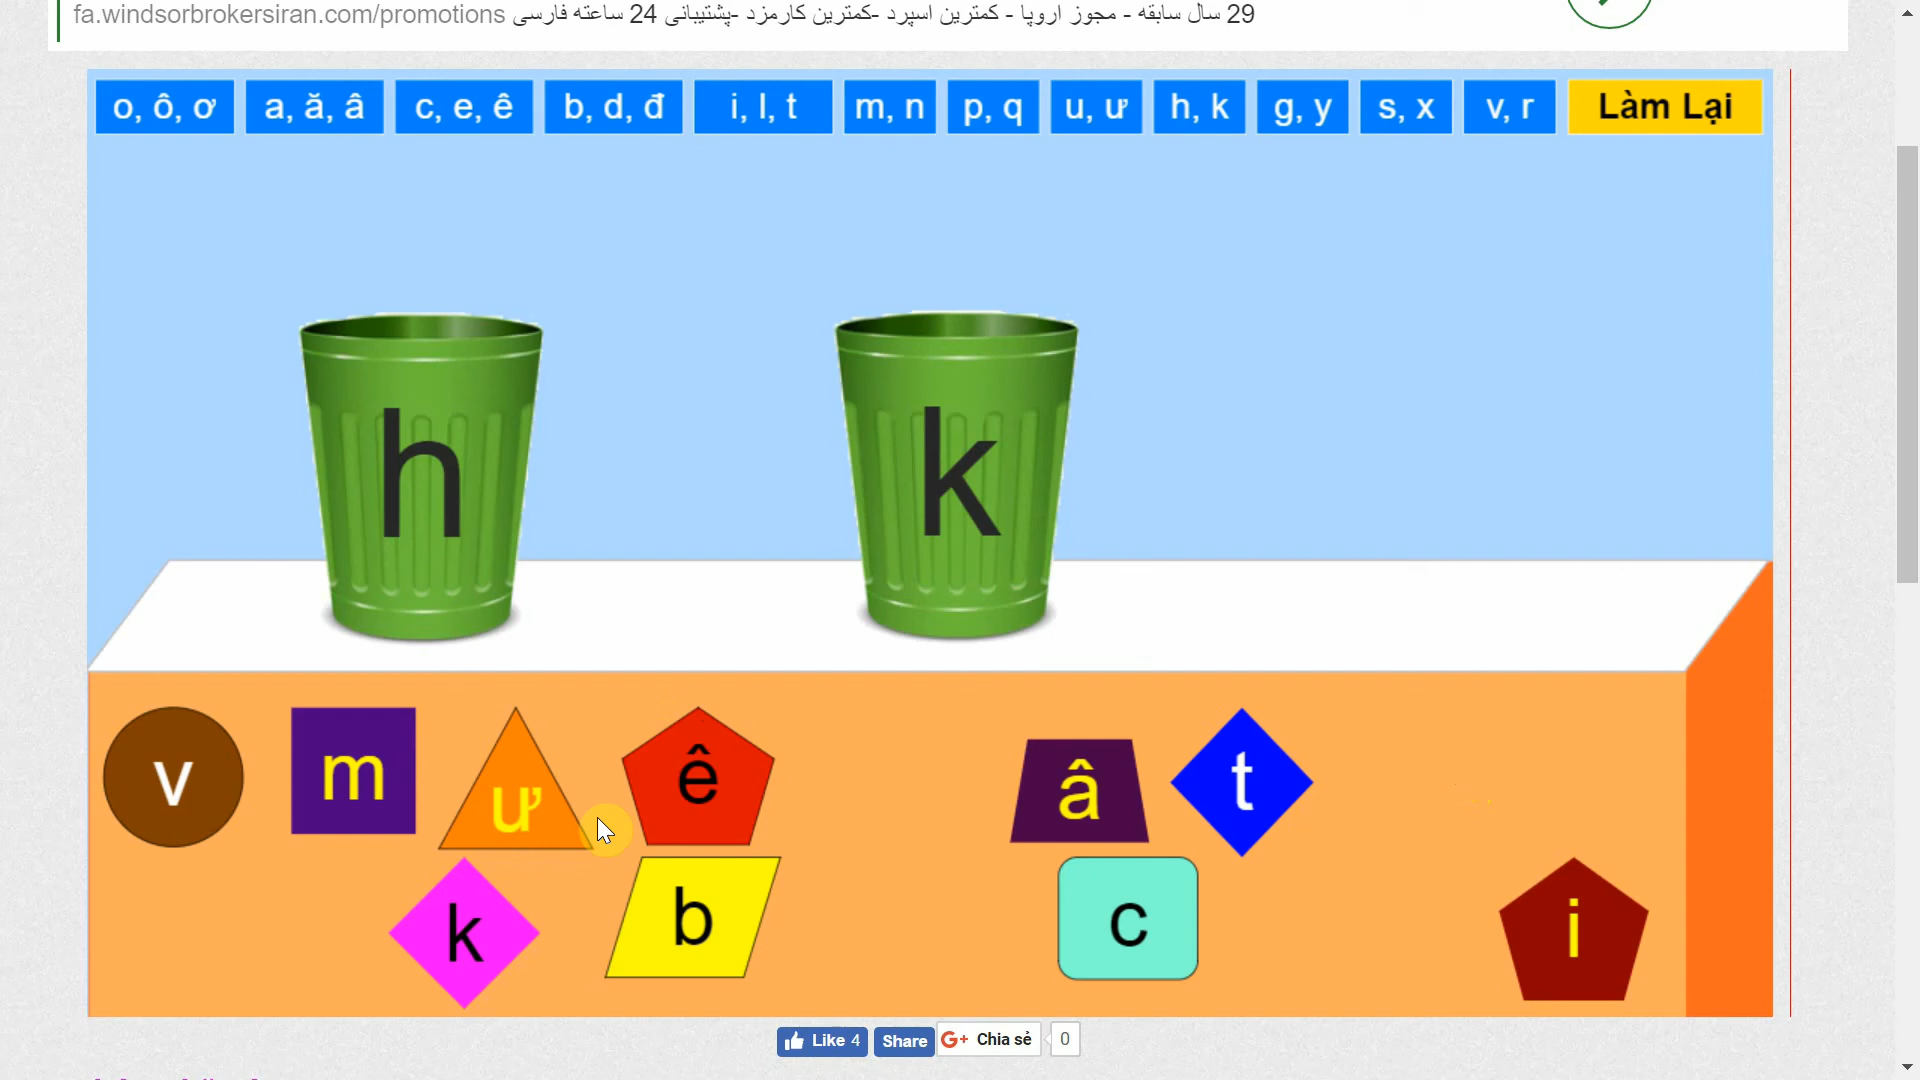 fa.windsorbrokersiran.com/promotions 29 سال سابقه - مجوز اروپا - کمترین اسپرد -کمترین کارمزد -پشتیبانی 24 ساعته فارسی
o, ô, ơ a, ă, â c, e, ê b, d, đ i, l, t m, n p, q u, ư h, k g, y s, x v, r Làm Lại
h k
v m ư ê â t
k b c i
Like 4 Share G+ Chia sẻ 0